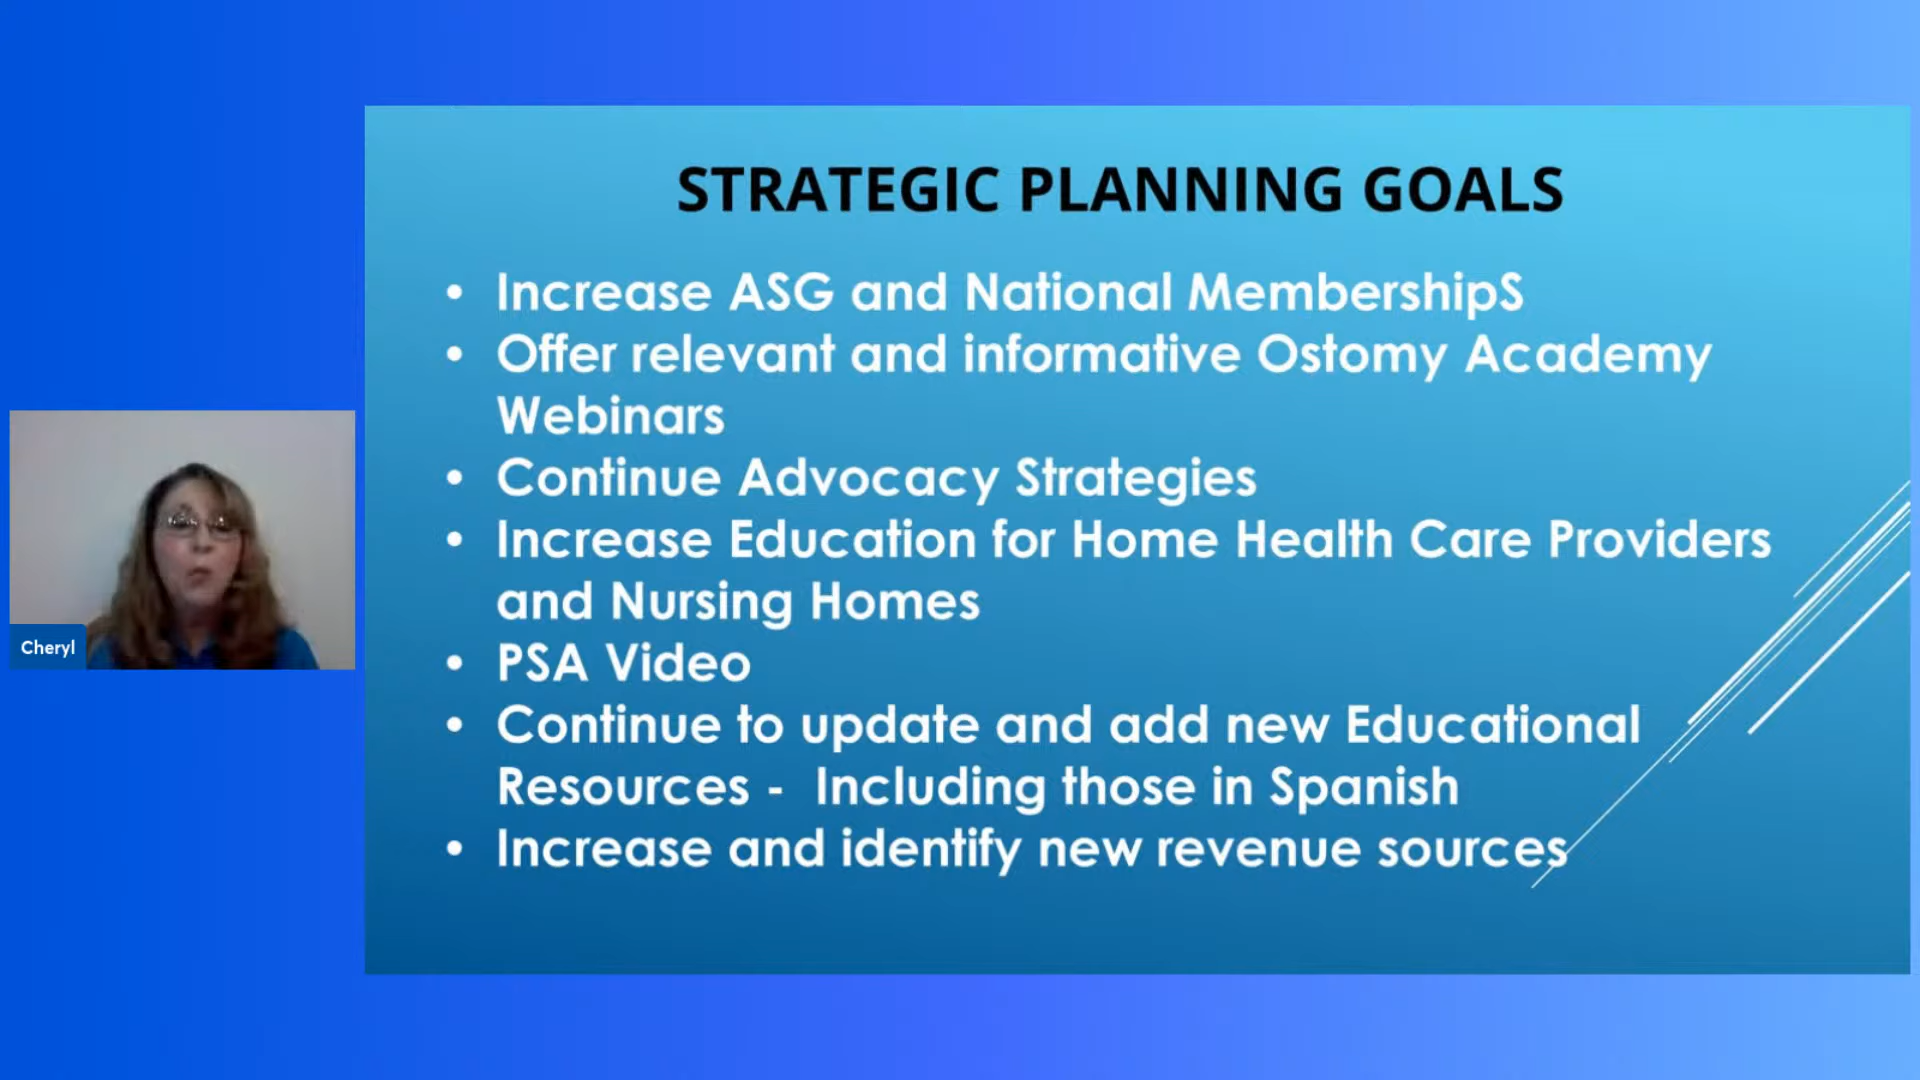 STRATEGIC PLANNING GOALS
• Increase ASG and National MembershipS
• Offer relevant and informative Ostomy Academy
Webinars
• Continue Advocacy Strategies
• Increase Education for Home Health Care Providers
and Nursing Homes
• PSA Video
• Continue to update and add new Educational
Resources -  Including those in Spanish
• Increase and identify new revenue sources
Cheryl